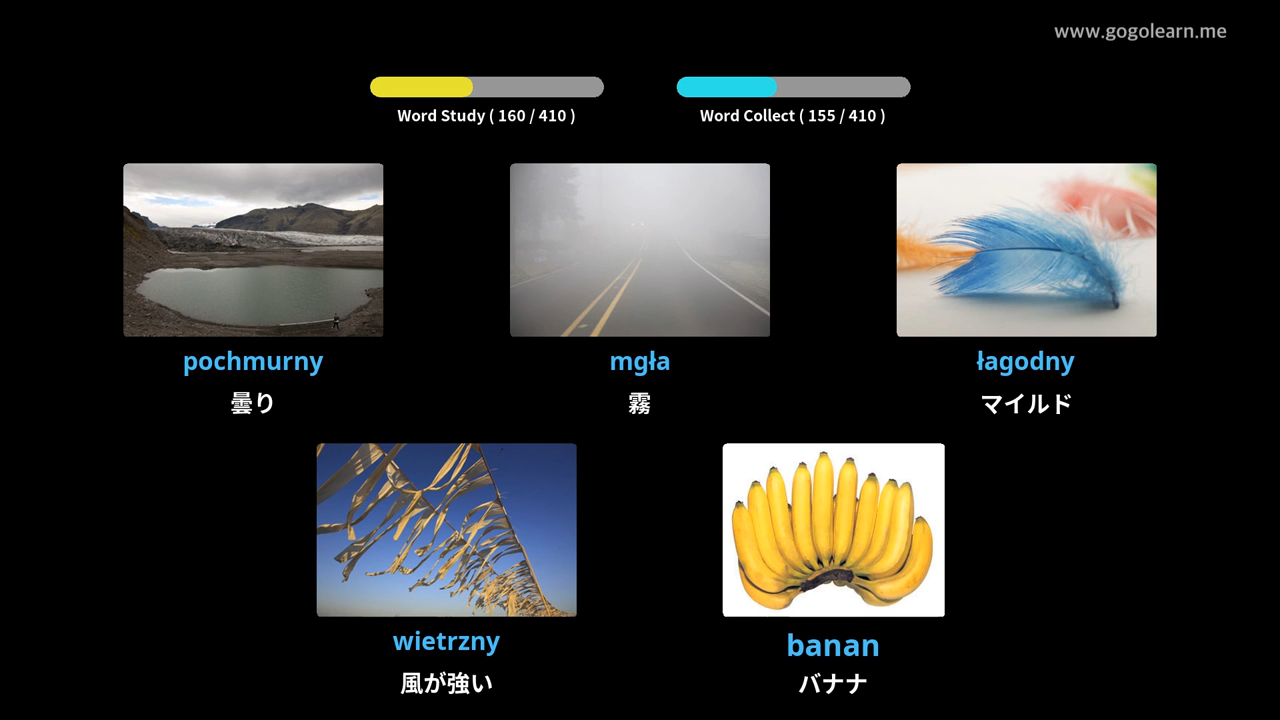 www.gogolearn.me
Word Study ( 160 / 410 )
Word Collect ( 155 / 410 )
pochmurny
曇り
mgła
霧
łagodny
マイルド
wietrzny
風が強い
banan
バナナ